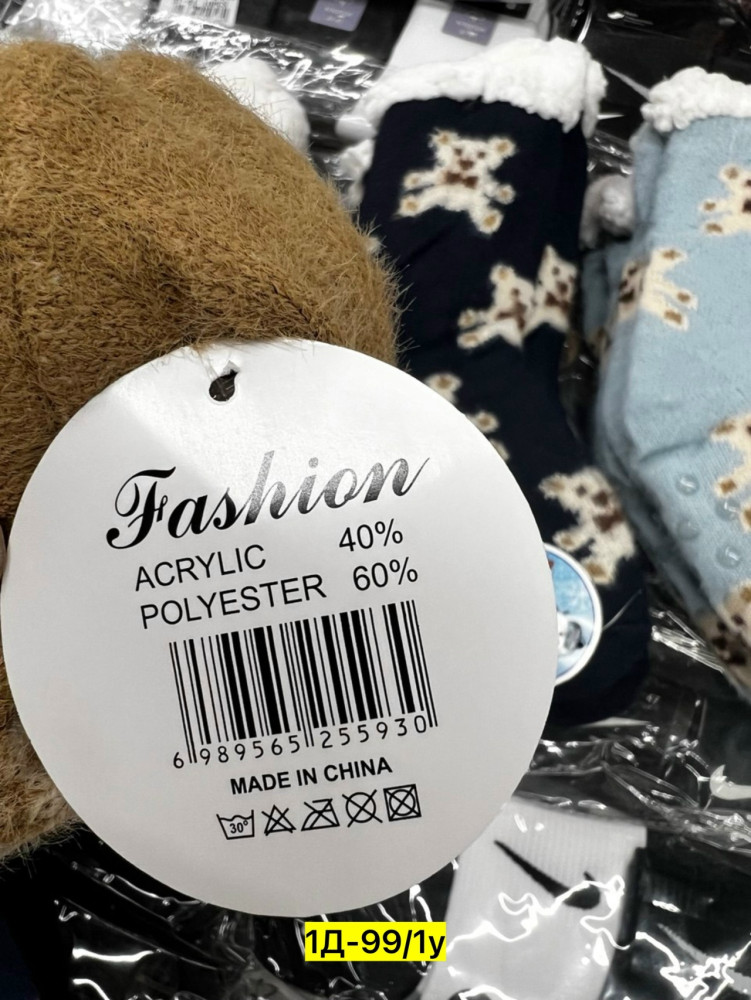 Fashion
ACRYLIC 40%
POLYESTER 60%
6 989565 255930
MADE IN CHINA
30°
1Д-99/1у